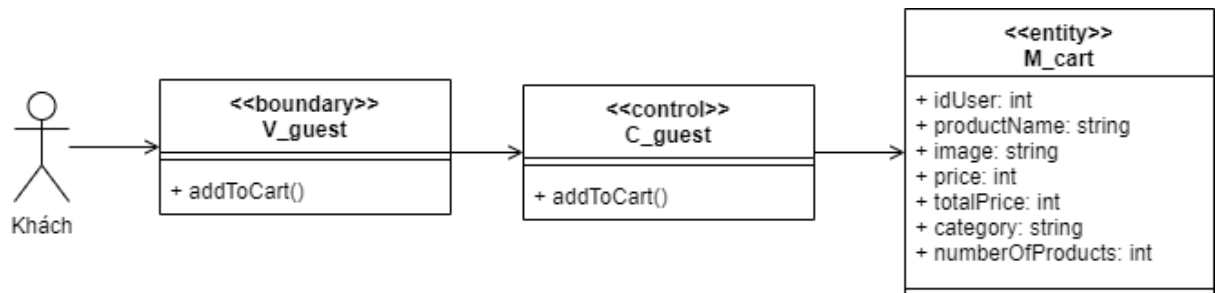 Khách
<<boundary>>
V_guest
+ addToCart()
<<control>>
C_guest
+ addToCart()
<<entity>>
M_cart
+ idUser: int
+ productName: string
+ image: string
+ price: int
+ totalPrice: int
+ category: string
+ numberOfProducts: int